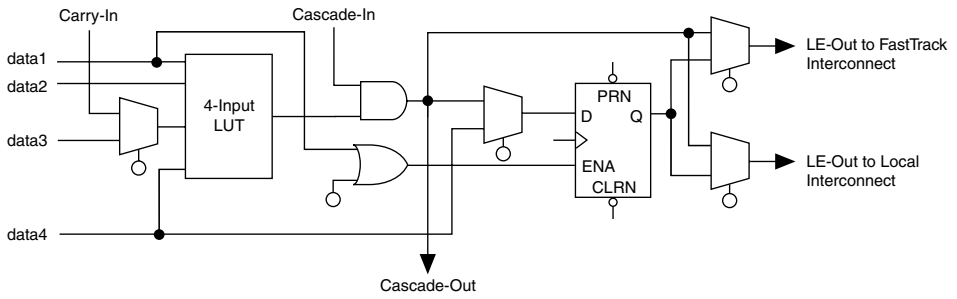 Carry-In
Cascade-In
data1
data2
data3
data4
4-Input
LUT
PRN
D
Q
ENA
CLRN
LE-Out to FastTrack
Interconnect
LE-Out to Local
Interconnect
Cascade-Out